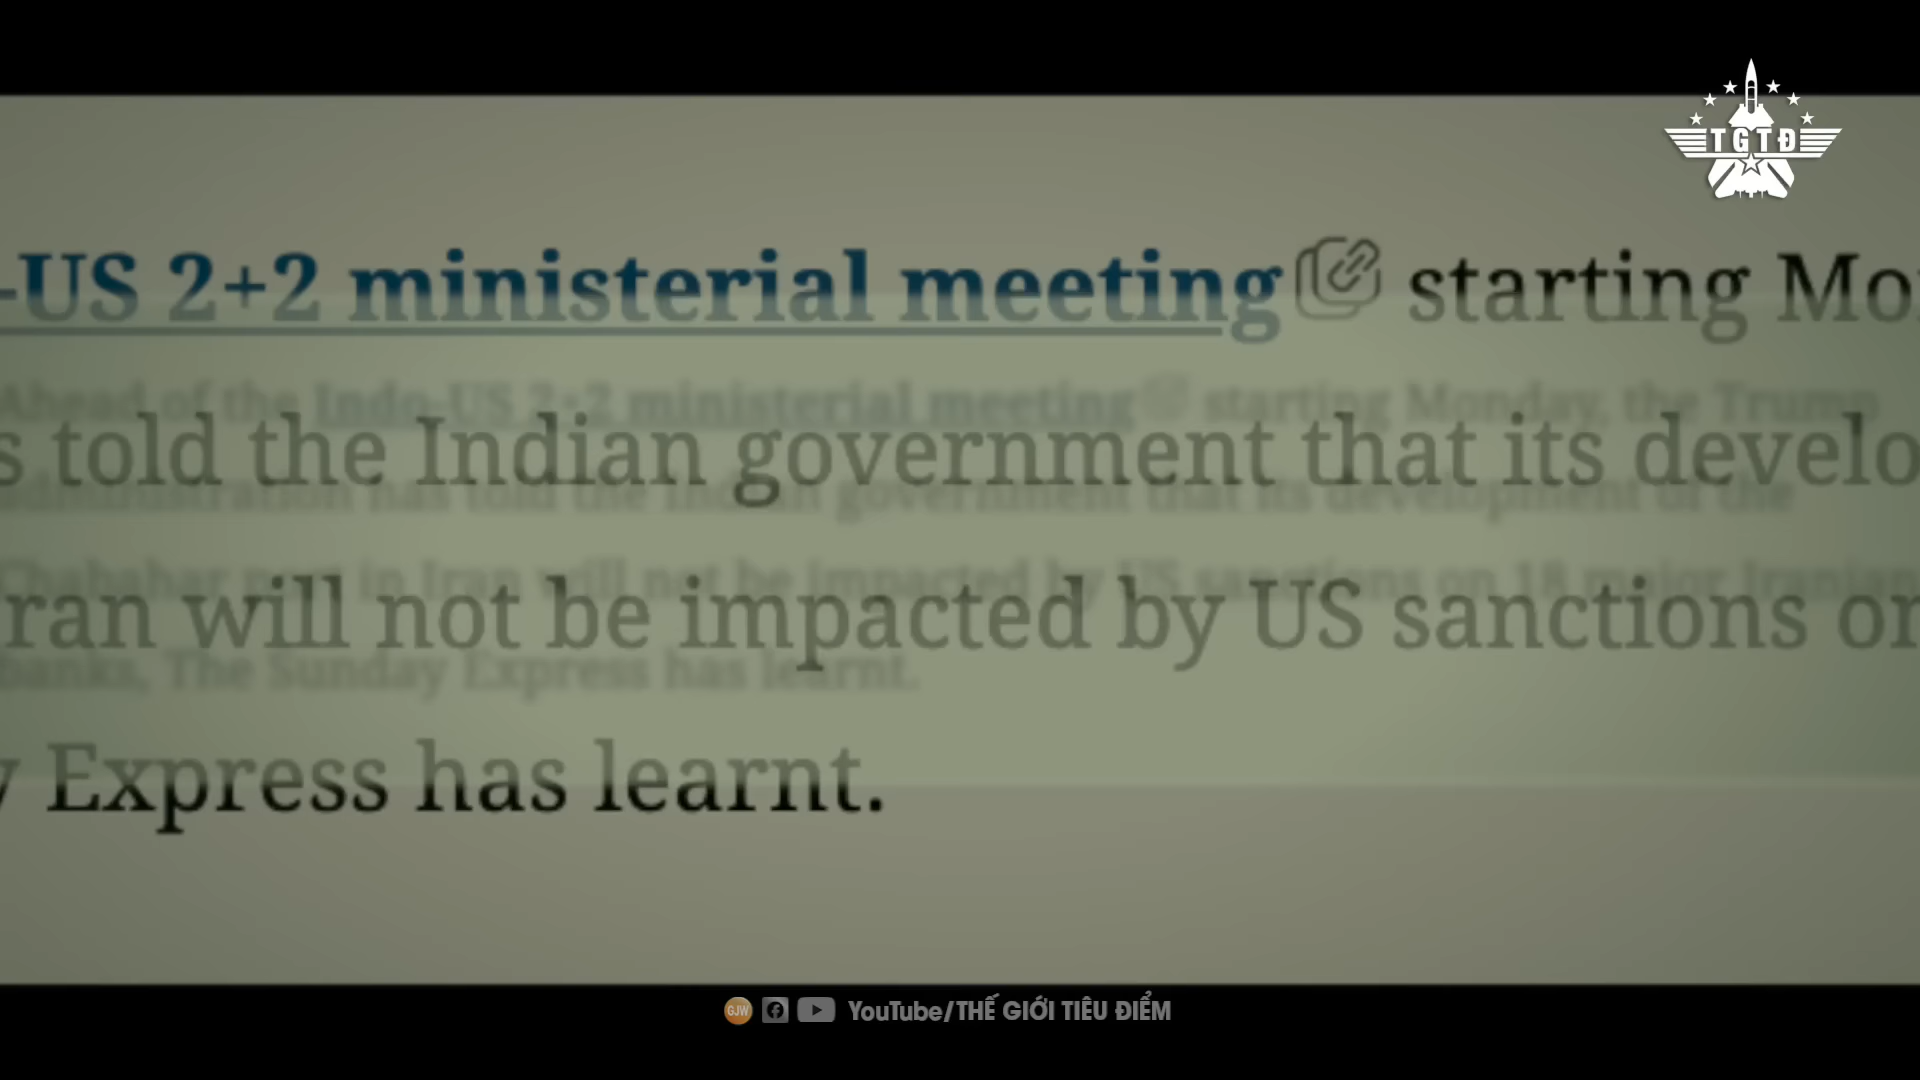 TGTĐ
-US 2+2 ministerial meeting starting Mo
Ahead of the Indo-US 2+2 ministerial meeting starting Monday, the Trump
s told the Indian government that its develo
administration has told the Indian government that its development of the
Chabahar port in Iran will not be impacted by US sanctions on 18 major Iranian
ran will not be impacted by US sanctions on
banks, The Sunday Express has learnt.
y Express has learnt.
GJW YouTube/THẾ GIỚI TIÊU ĐIỂM